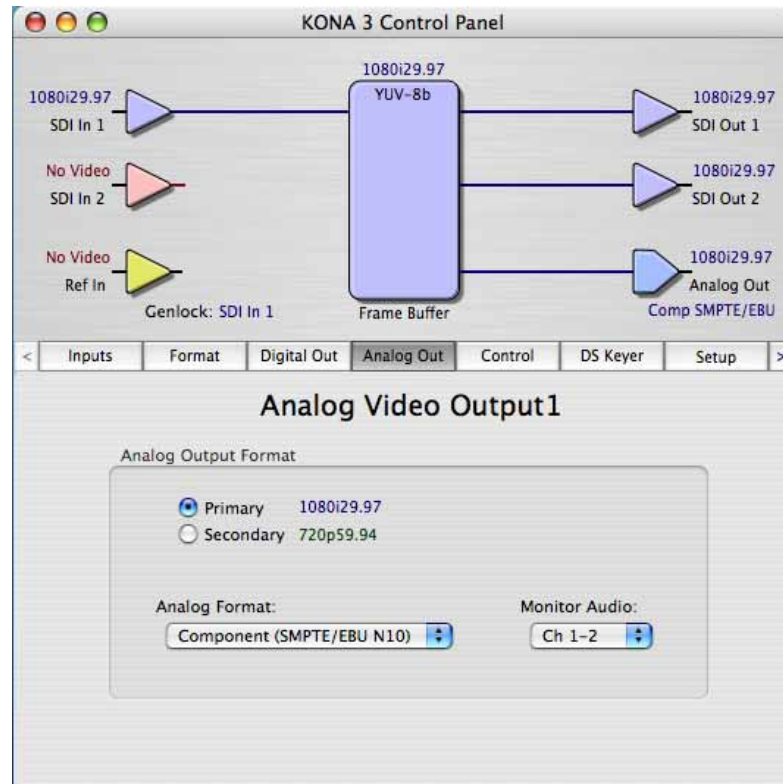 KONA 3 Control Panel
1080i29.97
YUV-8b
1080i29.97
SDI In 1
1080i29.97
SDI Out 1
No Video
SDI In 2
1080i29.97
SDI Out 2
No Video
Ref In
1080i29.97
Analog Out
Genlock: SDI In 1
Frame Buffer
Comp SMPTE/EBU
< Inputs Format Digital Out Analog Out Control DS Keyer Setup >
Analog Video Output1
Analog Output Format
Primary 1080i29.97
Secondary 720p59.94
Analog Format: Monitor Audio:
Component (SMPTE/EBU N10) Ch 1-2